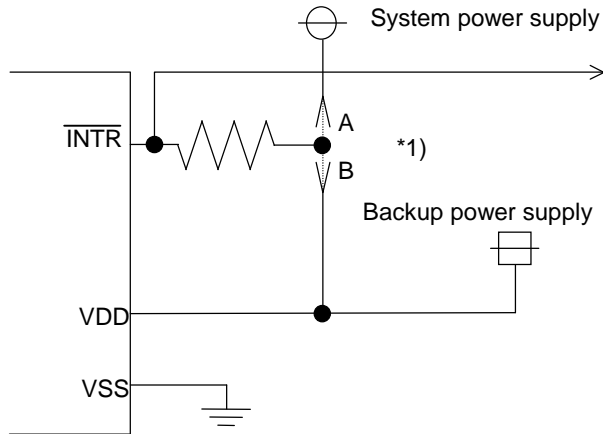 System power supply
A
INTR
*1)
B
Backup power supply
VDD
VSS